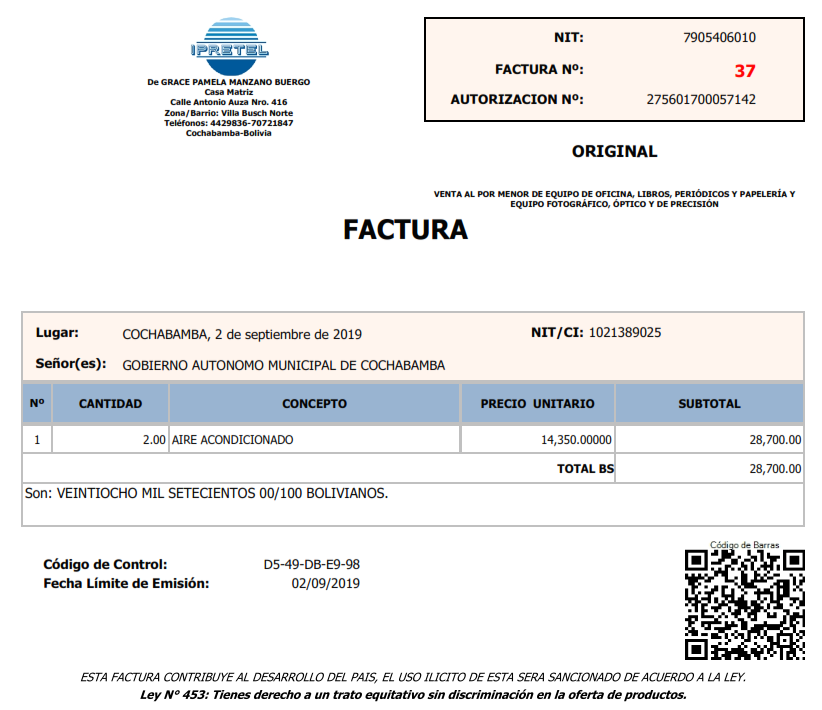 IPRETEL
De GRACE PAMELA MANZANO BUERGO
Casa Matriz
Calle Antonio Auza Nro. 416
Zona/Barrio: Villa Busch Norte
Teléfonos: 4429836-70721847
Cochabamba-Bolivia
NIT: 7905406010
FACTURA Nº: 37
AUTORIZACION Nº: 275601700057142
ORIGINAL
VENTA AL POR MENOR DE EQUIPO DE OFICINA, LIBROS, PERIÓDICOS Y PAPELERÍA Y
EQUIPO FOTOGRÁFICO, ÓPTICO Y DE PRECISIÓN
FACTURA
Lugar: COCHABAMBA, 2 de septiembre de 2019 NIT/CI: 1021389025
Señor(es): GOBIERNO AUTONOMO MUNICIPAL DE COCHABAMBA
Nº CANTIDAD CONCEPTO PRECIO UNITARIO SUBTOTAL
1 2.00 AIRE ACONDICIONADO 14,350.00000 28,700.00
TOTAL BS 28,700.00
Son: VEINTIOCHO MIL SETECIENTOS 00/100 BOLIVIANOS.
Código de Barras
Código de Control: D5-49-DB-E9-98
Fecha Límite de Emisión: 02/09/2019
ESTA FACTURA CONTRIBUYE AL DESARROLLO DEL PAIS, EL USO ILICITO DE ESTA SERA SANCIONADO DE ACUERDO A LA LEY.
Ley N° 453: Tienes derecho a un trato equitativo sin discriminación en la oferta de productos.